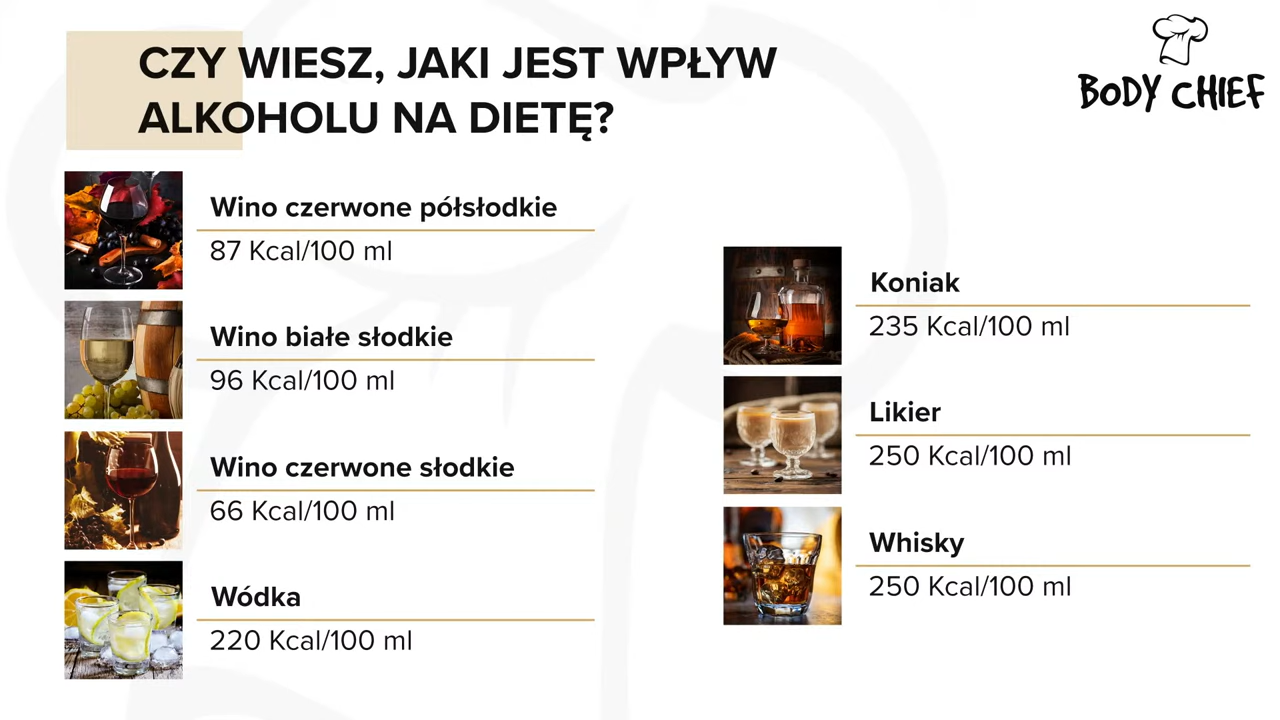 CZY WIESZ, JAKI JEST WPŁYW
ALKOHOLU NA DIETĘ?
BODY CHIEF
Wino czerwone półsłodkie
87 Kcal/100 ml
Wino białe słodkie
96 Kcal/100 ml
Wino czerwone słodkie
66 Kcal/100 ml
Wódka
220 Kcal/100 ml
Koniak
235 Kcal/100 ml
Likier
250 Kcal/100 ml
Whisky
250 Kcal/100 ml